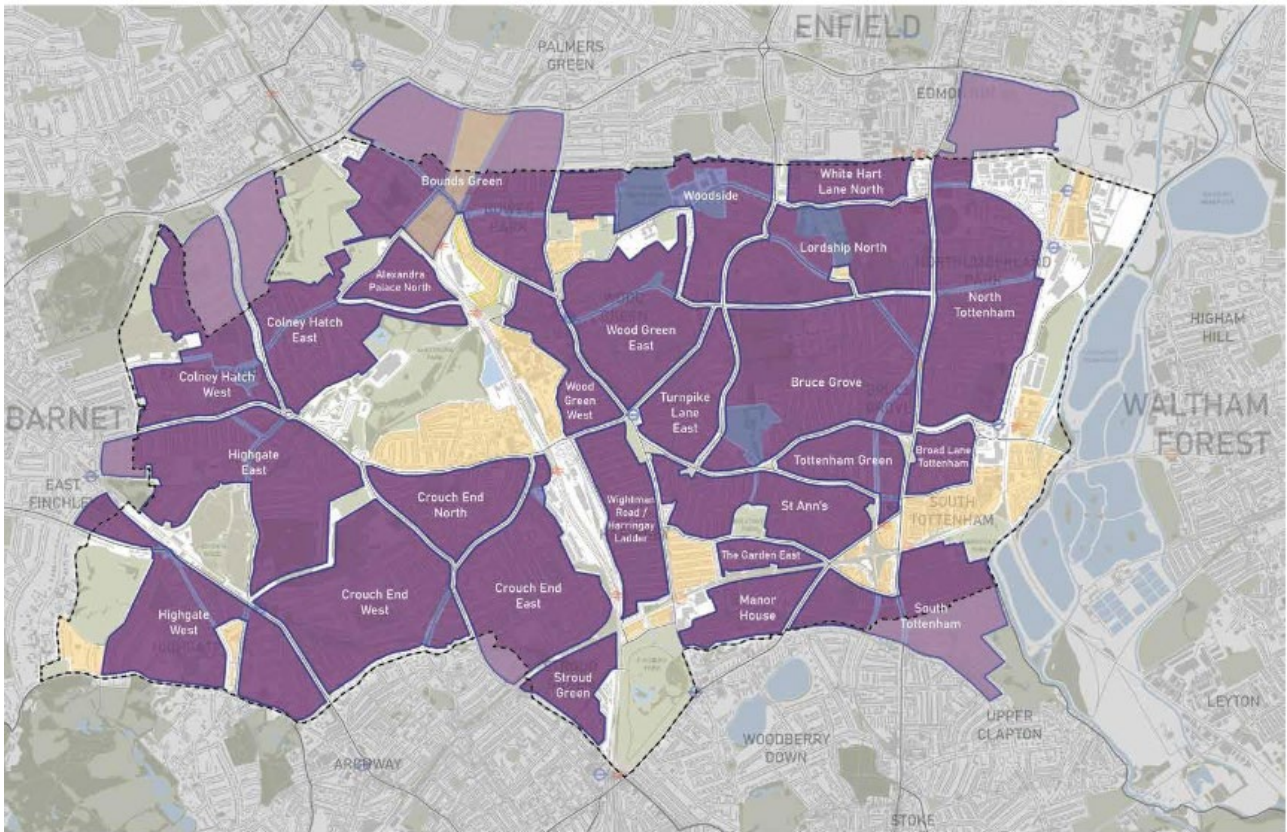 ENFIELD
PALMERS
GREEN
Bounds Green
PARK
Woodside
White Hart
Lane North
Lordship North
NORTHUMBERLAND
PARK
North
Tottenham
Alexandra
Palace North
Colney Hatch
East
Colney Hatch
West
Wood Green
East
Wood
Green
West
Turnpike
Lane
East
Bruce Grove
HIGHAM
HILL
BARNET
WALTHAM
FOREST
Highgate
East
EAST
FINCHLEY
Crouch End
North
Wightman
Road /
Harringay
Ladder
Tottenham Green
Broad Lane
Tottenham
St Ann's
SOUTH
TOTTENHAM
The Garden East
Manor
House
South
Tottenham
Highgate
West
Crouch End
West
Crouch End
East
Stroud
Green
UPPER
CLAPTON
LEYTON
WOODBERRY
DOWN
ARCHWAY
STOKE